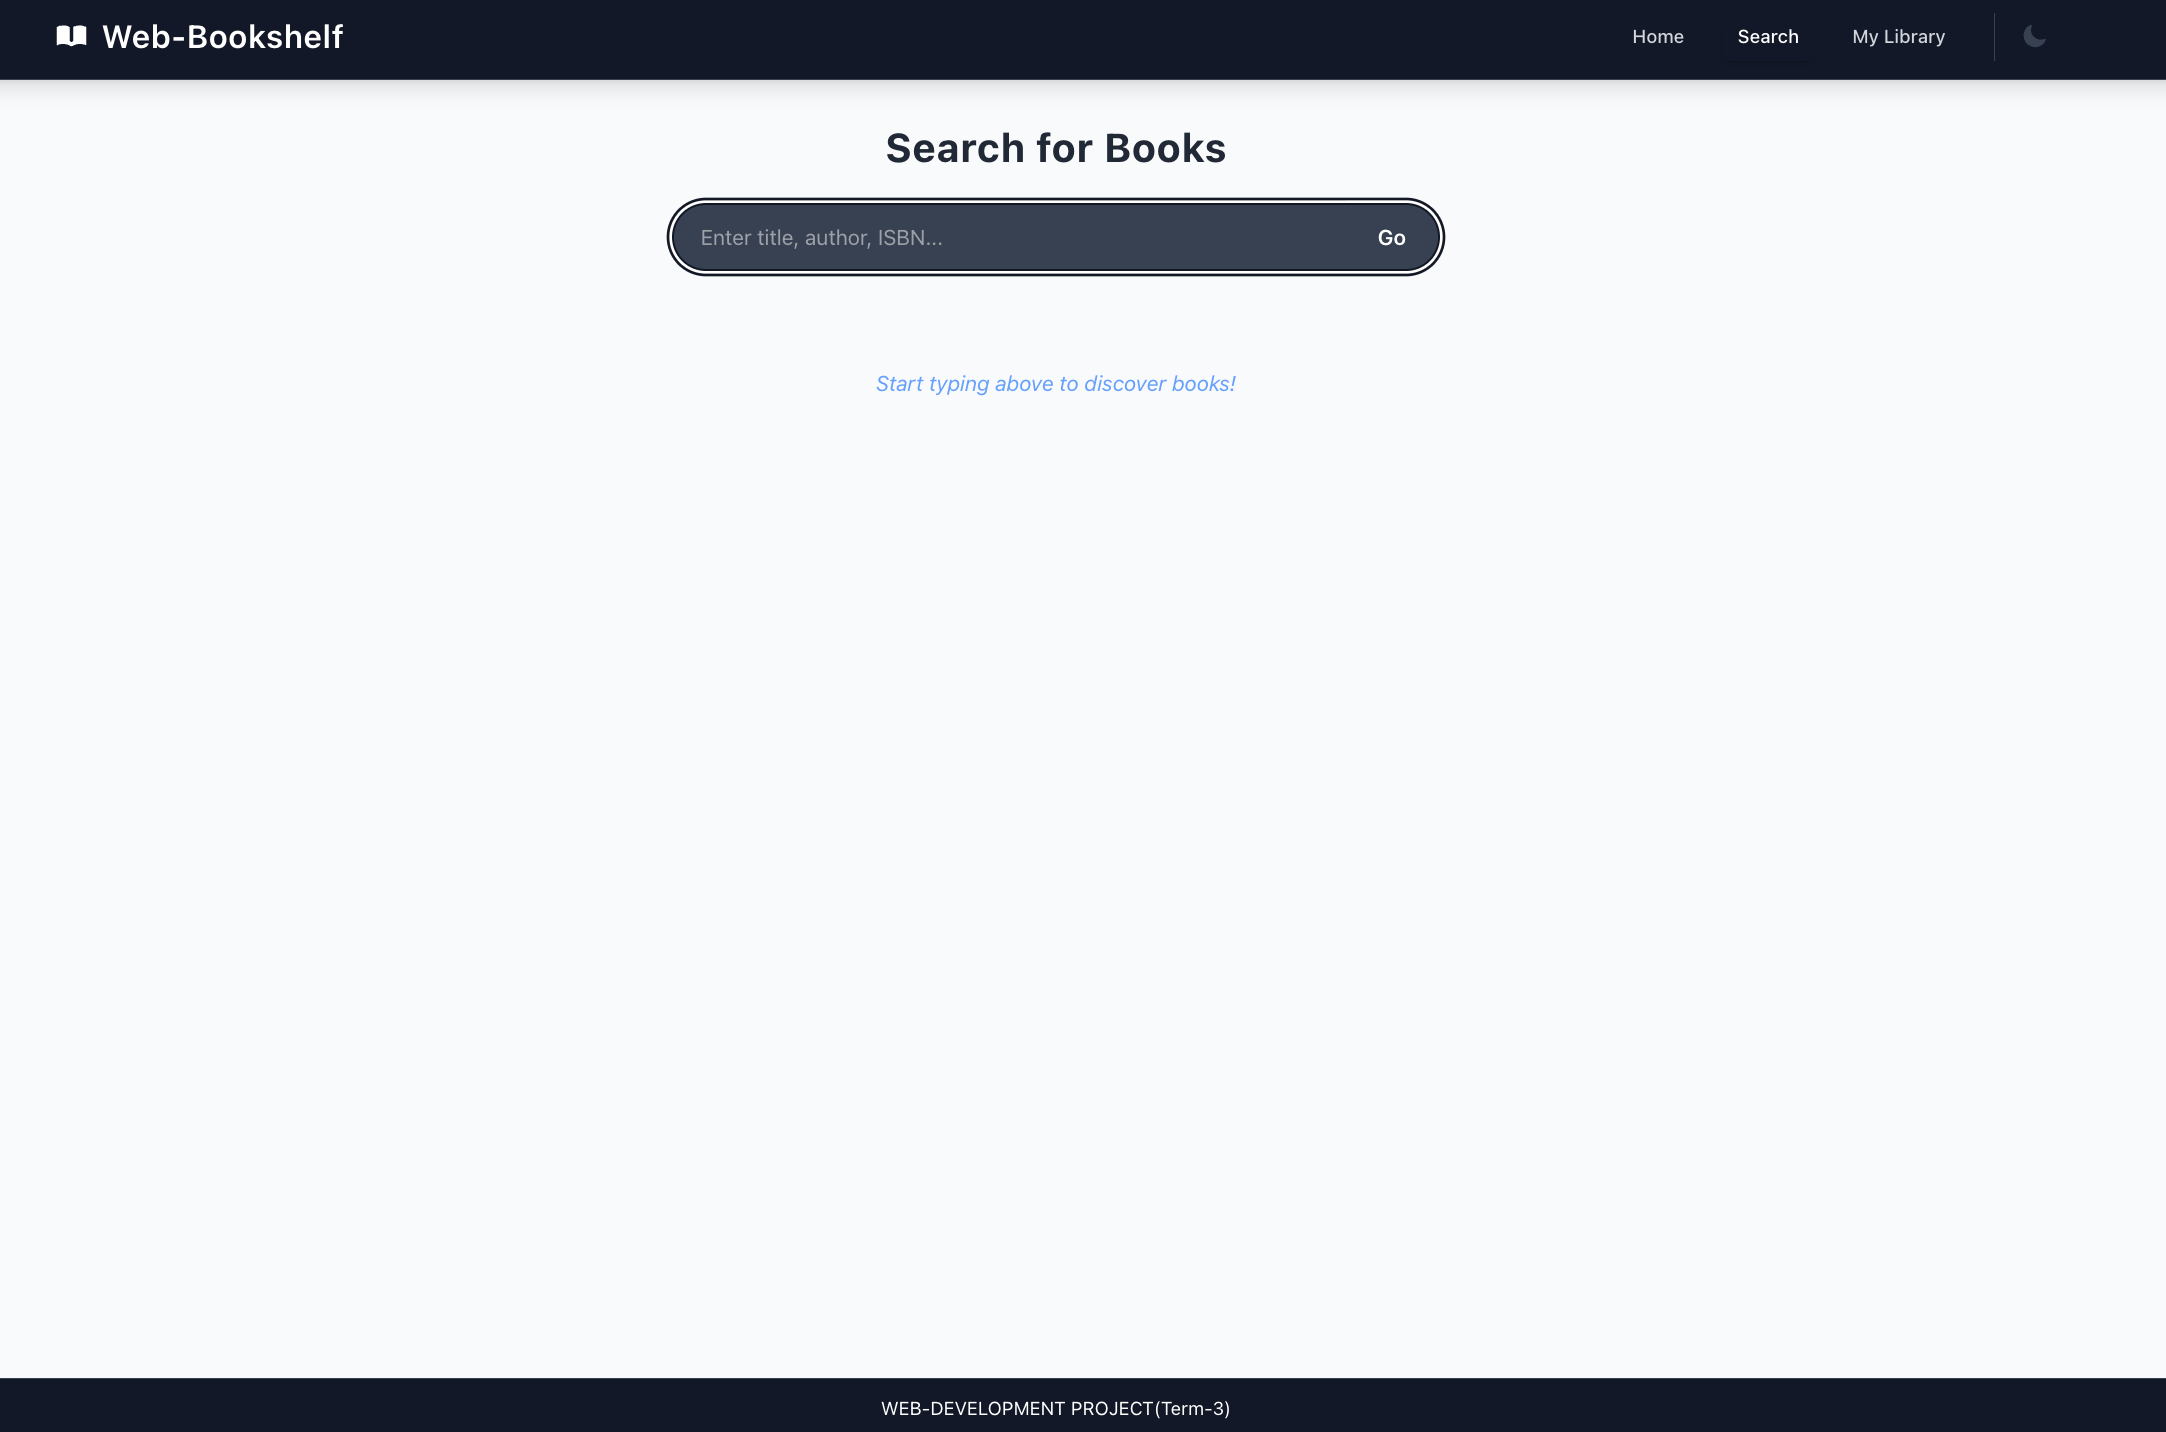 Web-Bookshelf
Home
Search
My Library
Search for Books
Enter title, author, ISBN...
Go
Start typing above to discover books!
WEB-DEVELOPMENT PROJECT(Term-3)